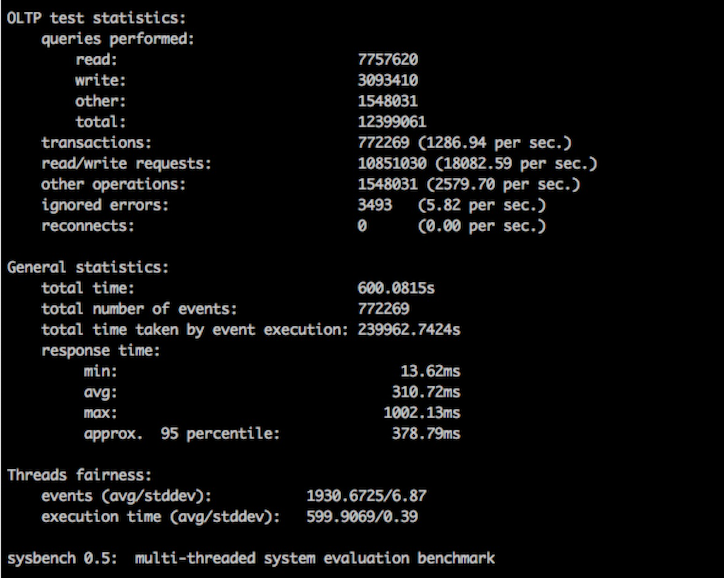 OLTP test statistics:
queries performed:
read: 7757620
write: 3093410
other: 1548031
total: 12399061
transactions: 772269 (1286.94 per sec.)
read/write requests: 10851030 (18082.59 per sec.)
other operations: 1548031 (2579.70 per sec.)
ignored errors: 3493 (5.82 per sec.)
reconnects: 0 (0.00 per sec.)
General statistics:
total time: 600.0815s
total number of events: 772269
total time taken by event execution: 239962.7424s
response time:
min: 13.62ms
avg: 310.72ms
max: 1002.13ms
approx. 95 percentile: 378.79ms
Threads fairness:
events (avg/stddev): 1930.6725/6.87
execution time (avg/stddev): 599.9069/0.39
sysbench 0.5: multi-threaded system evaluation benchmark